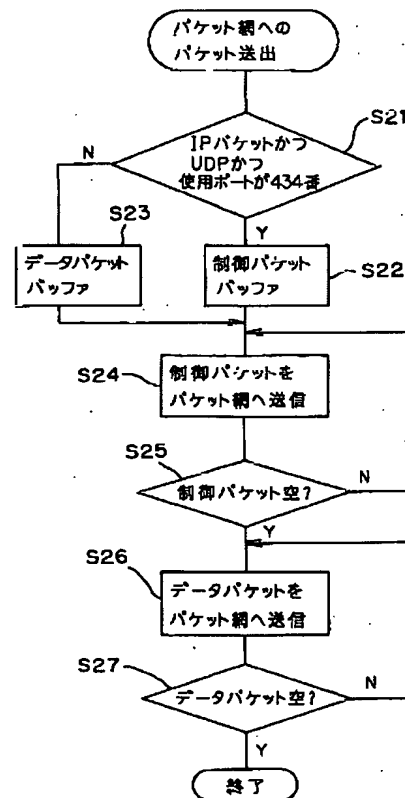 パケット網への
パケット送出
S21
IPパケットかつ
UDPかつ
使用ポートが434番
N
Y
S23
データパケット
バッファ
制御パケット
バッファ
S22
S24
制御パケットを
パケット網へ送信
S25
制御パケット空?
N
Y
S26
データパケットを
パケット網へ送信
S27
データパケット空?
N
Y
終了